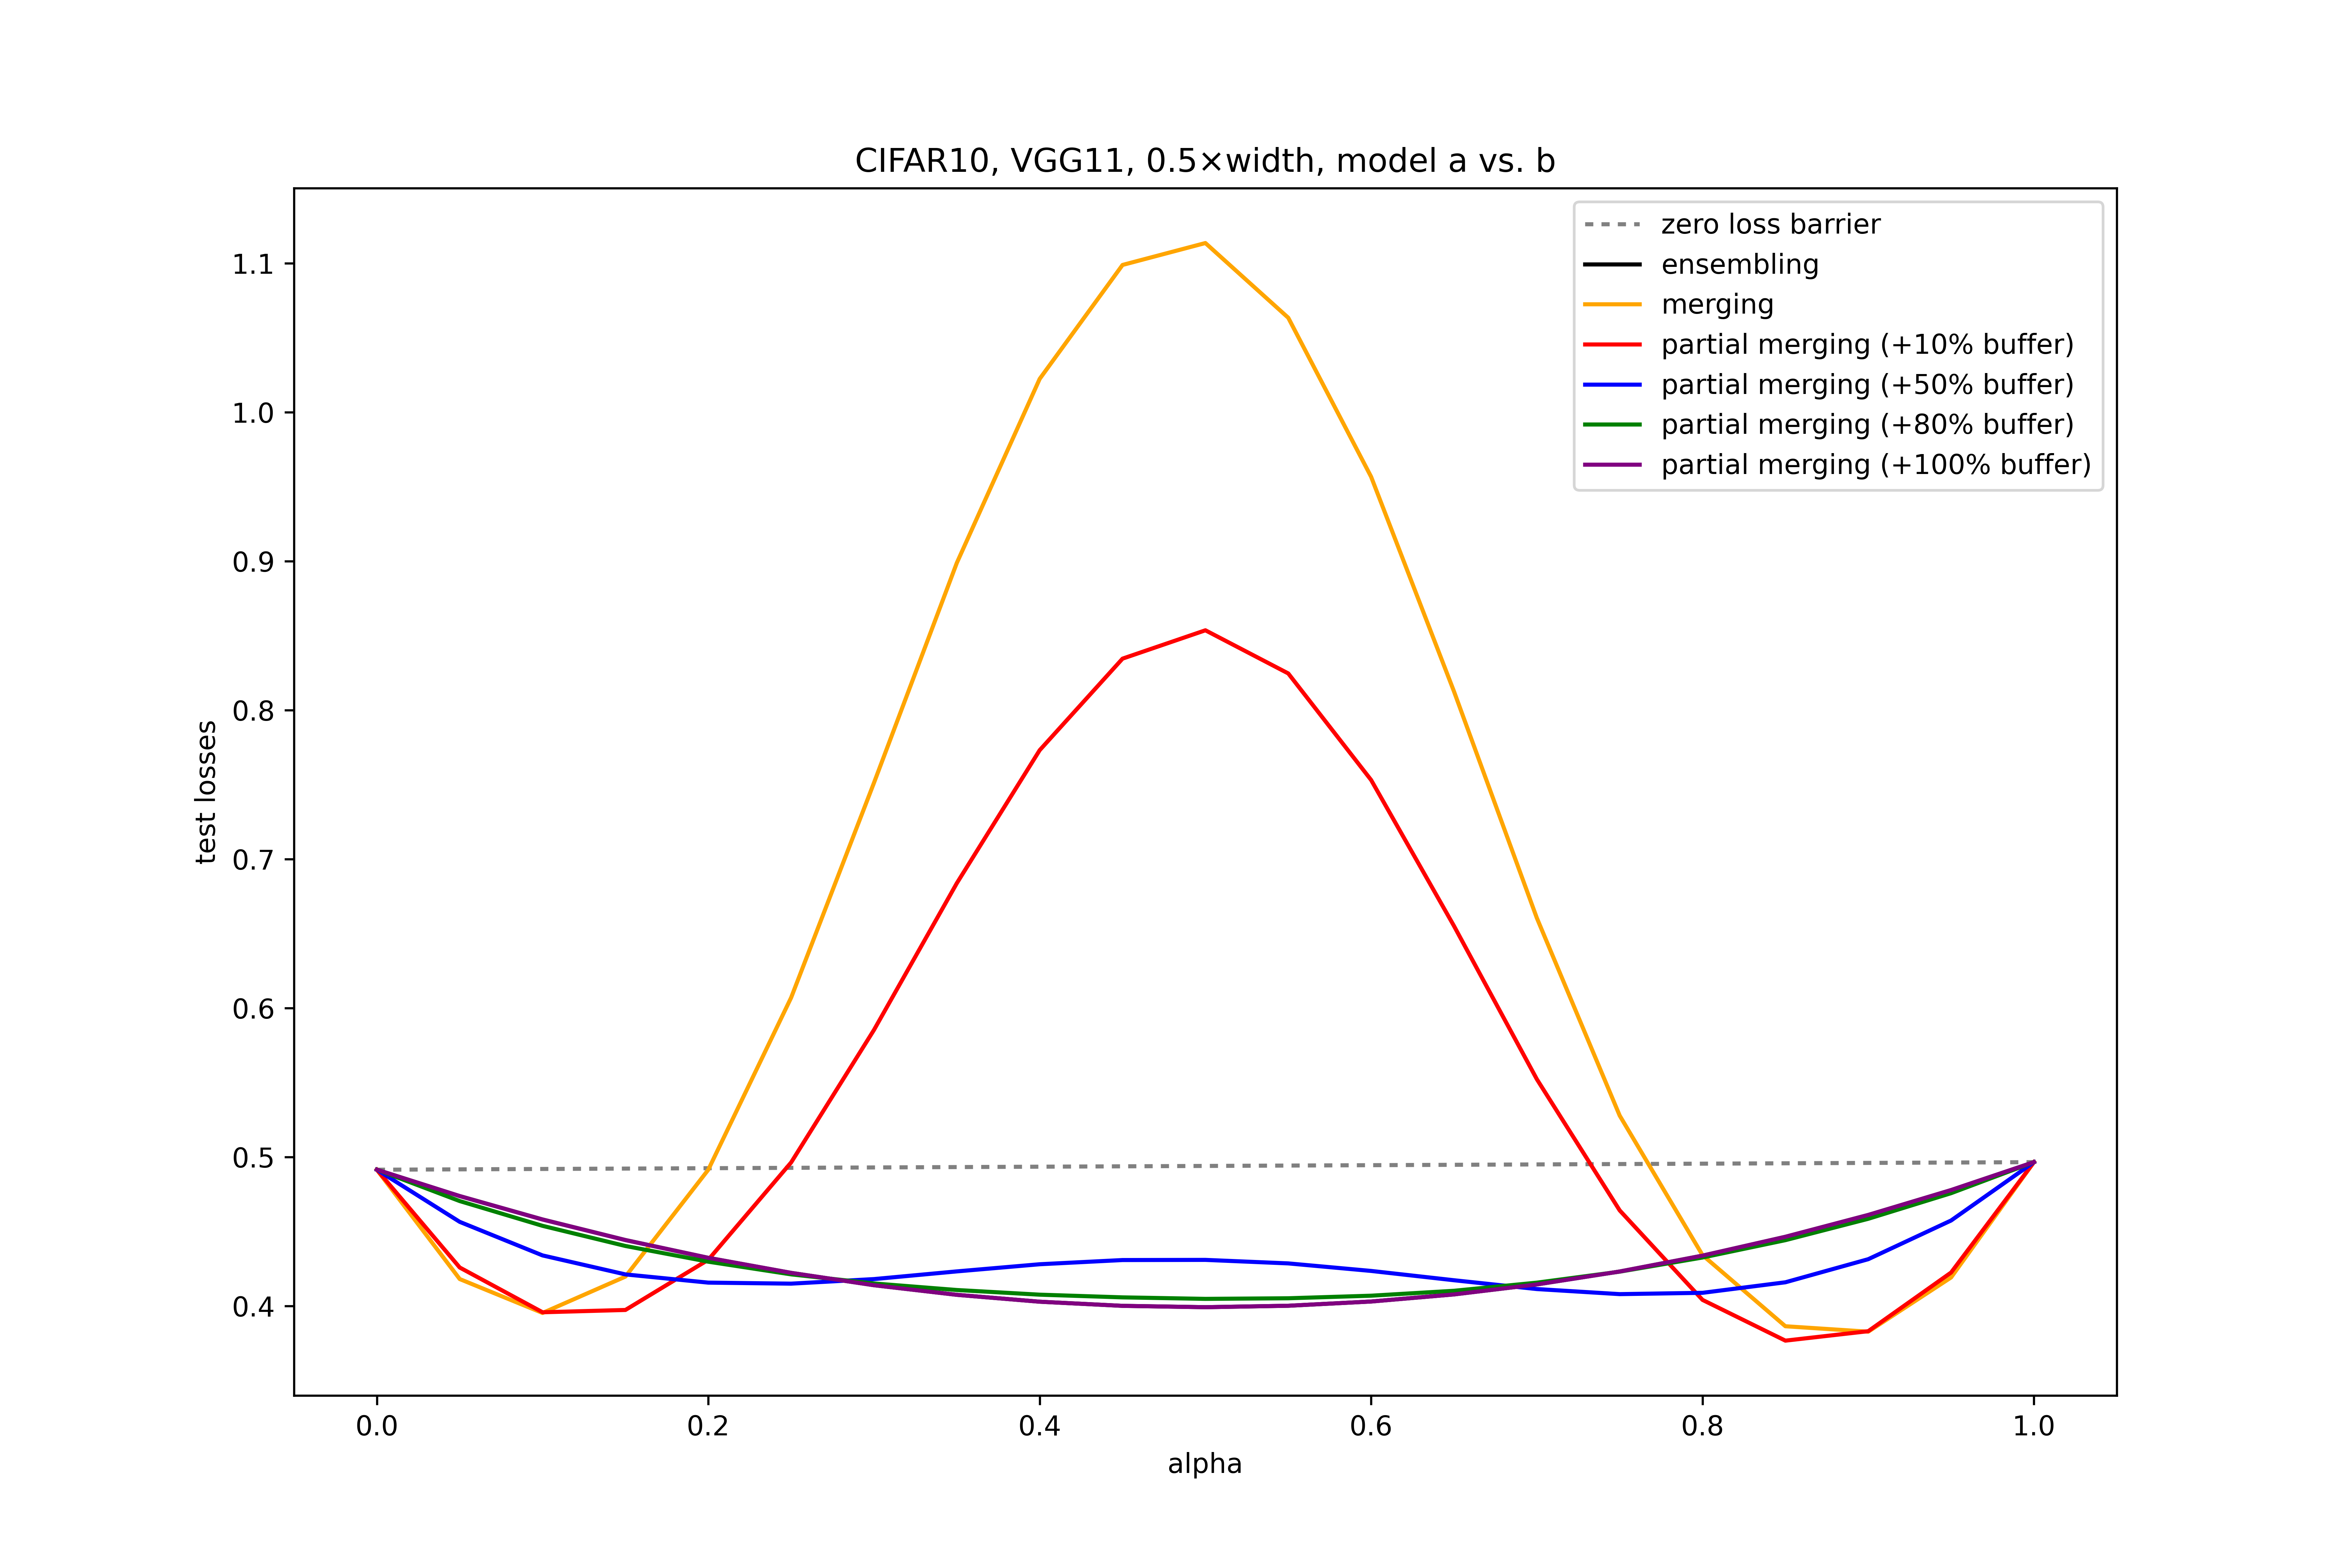 CIFAR10, VGG11, 0.5×width, model a vs. b
zero loss barrier
ensembling
merging
partial merging (+10% buffer)
partial merging (+50% buffer)
partial merging (+80% buffer)
partial merging (+100% buffer)
1.1
1.0
0.9
0.8
0.7
0.6
0.5
0.4
test losses
0.0 0.2 0.4 0.6 0.8 1.0
alpha